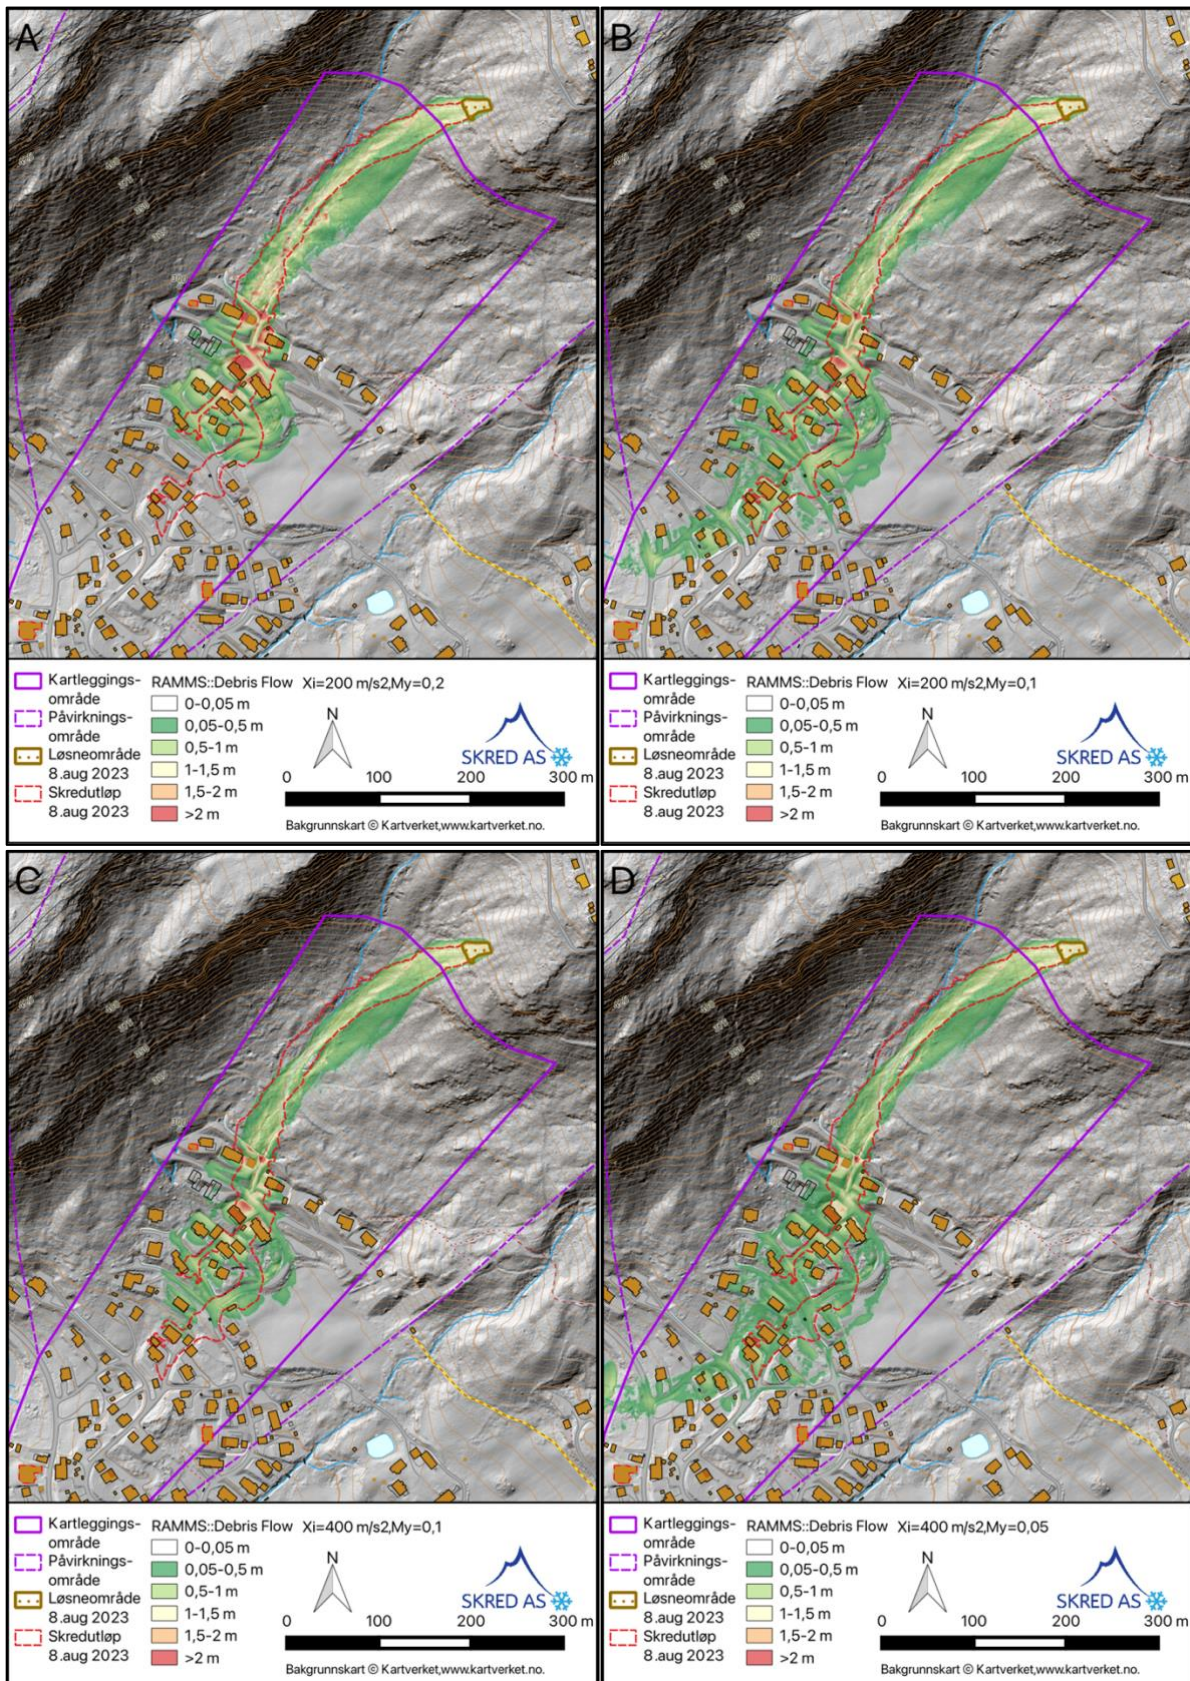 A
Kartleggings-
område
Påvirknings-
område
Løsneområde
8.aug 2023
Skredutløp
8.aug 2023
RAMMS::Debris Flow Xi=200 m/s2,My=0,2
0-0,05 m
0,05-0,5 m
0,5-1 m
1-1,5 m
1,5-2 m
>2 m
N
SKRED AS
0 100 200 300 m
Bakgrunnskart © Kartverket,www.kartverket.no.
B
Kartleggings-
område
Påvirknings-
område
Løsneområde
8.aug 2023
Skredutløp
8.aug 2023
RAMMS::Debris Flow Xi=200 m/s2,My=0,1
0-0,05 m
0,05-0,5 m
0,5-1 m
1-1,5 m
1,5-2 m
>2 m
N
SKRED AS
0 100 200 300 m
Bakgrunnskart © Kartverket,www.kartverket.no.
C
Kartleggings-
område
Påvirknings-
område
Løsneområde
8.aug 2023
Skredutløp
8.aug 2023
RAMMS::Debris Flow Xi=400 m/s2,My=0,1
0-0,05 m
0,05-0,5 m
0,5-1 m
1-1,5 m
1,5-2 m
>2 m
N
SKRED AS
0 100 200 300 m
Bakgrunnskart © Kartverket,www.kartverket.no.
D
Kartleggings-
område
Påvirknings-
område
Løsneområde
8.aug 2023
Skredutløp
8.aug 2023
RAMMS::Debris Flow Xi=400 m/s2,My=0,05
0-0,05 m
0,05-0,5 m
0,5-1 m
1-1,5 m
1,5-2 m
>2 m
N
SKRED AS
0 100 200 300 m
Bakgrunnskart © Kartverket,www.kartverket.no.